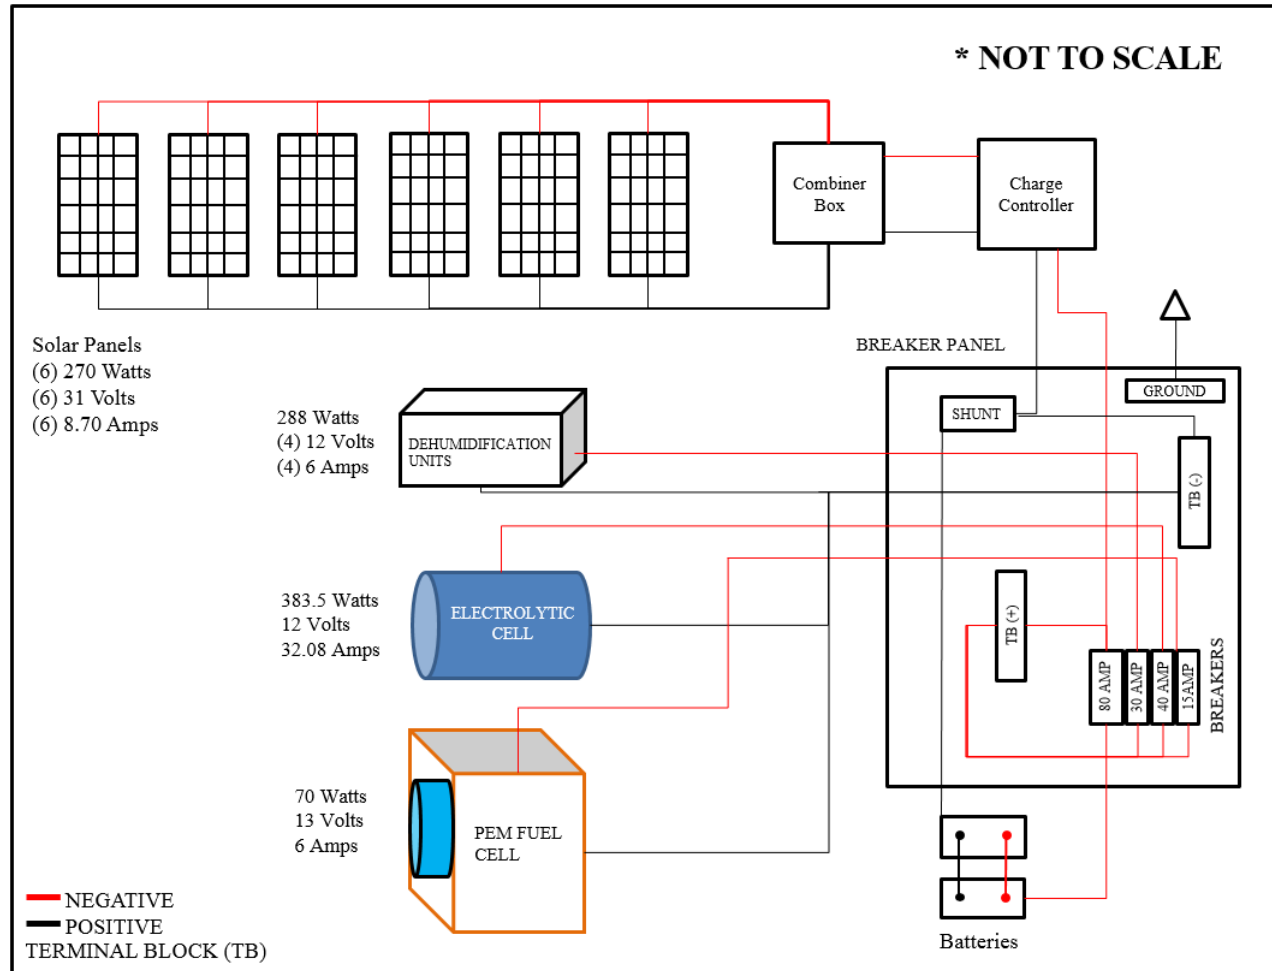 * NOT TO SCALE
Combiner
Box
Charge
Controller
Solar Panels
(6) 270 Watts
(6) 31 Volts
(6) 8.70 Amps
BREAKER PANEL
GROUND
SHUNT
TB (-)
288 Watts
(4) 12 Volts
(4) 6 Amps
DEHUMIDIFICATION
UNITS
383.5 Watts
12 Volts
32.08 Amps
ELECTROLYTIC
CELL
TB (+)
80 AMP
30 AMP
40 AMP
15AMP
BREAKERS
70 Watts
13 Volts
6 Amps
PEM FUEL
CELL
NEGATIVE
POSITIVE
TERMINAL BLOCK (TB)
Batteries